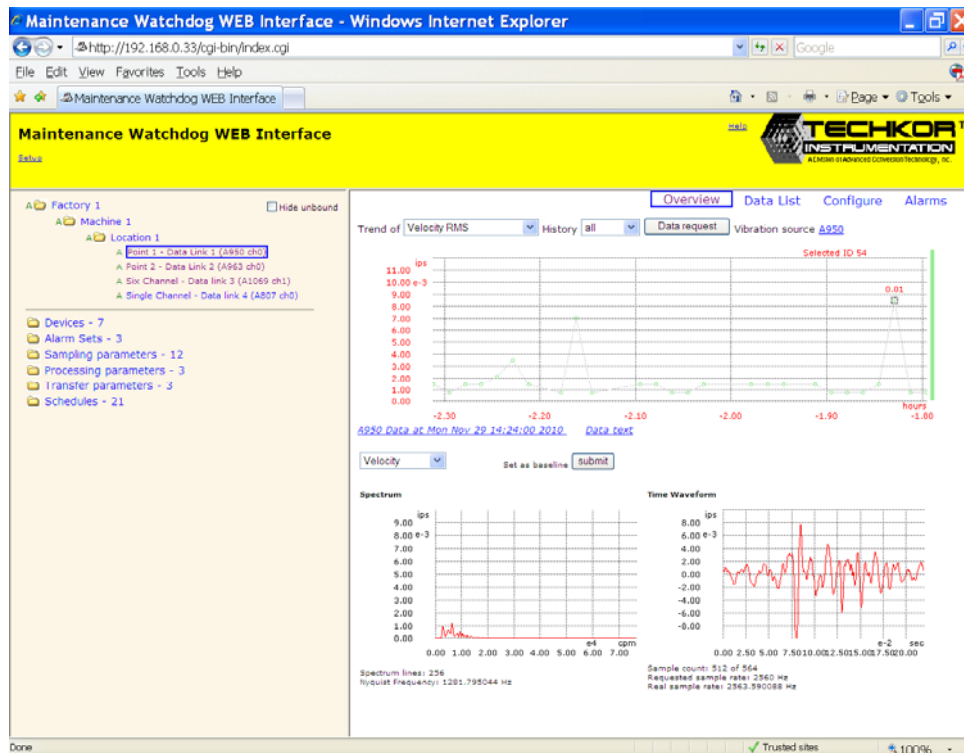 Maintenance Watchdog WEB Interface - Windows Internet Explorer
http://192.168.0.33/cgi-bin/index.cgi
Google
File Edit View Favorites Tools Help
Maintenance Watchdog WEB Interface
Page Tools
Maintenance Watchdog WEB Interface
Setup
Help
TECHKOR
INSTRUMENTATION
A Division of Advanced Conversion Technology, Inc.
A Factory 1
Hide unbound
A Machine 1
A Location 1
A Point 1 - Data Link 1 (A950 ch0)
A Point 2 - Data Link 2 (A963 ch0)
A Six Channel - Data link 3 (A1069 ch1)
A Single Channel - Data link 4 (A807 ch0)
Devices - 7
Alarm Sets - 3
Sampling parameters - 12
Processing parameters - 3
Transfer parameters - 3
Schedules - 21
Overview Data List Configure Alarms
Trend of Velocity RMS History all Data request Vibration source A950
Selected ID 54
ips
11.00
10.00 e-3
9.00
8.00
7.00
6.00
5.00
4.00
3.00
2.00
1.00
0.00
0.01
hours
-2.30 -2.20 -2.10 -2.00 -1.90 -1.80
A950 Data at Mon Nov 29 14:24:00 2010 Data text
Velocity Set as baseline submit
Spectrum
ips
9.00
8.00 e-3
7.00
6.00
5.00
4.00
3.00
2.00
1.00
0.00
e4 cpm
0.00 1.00 2.00 3.00 4.00 5.00 6.00 7.00
Spectrum lines: 256
Nyquist Frequency: 1281.795044 Hz
Time Waveform
ips
8.00
6.00 e-3
4.00
2.00
0.00
-2.00
-4.00
-6.00
-8.00
e-2 sec
0.00 2.50 5.00 7.50 10.00 12.50 15.00 17.50 20.00
Sample count: 512 of 564
Requested sample rate: 2560 Hz
Real sample rate: 2563.590088 Hz
Done
Trusted sites
100%